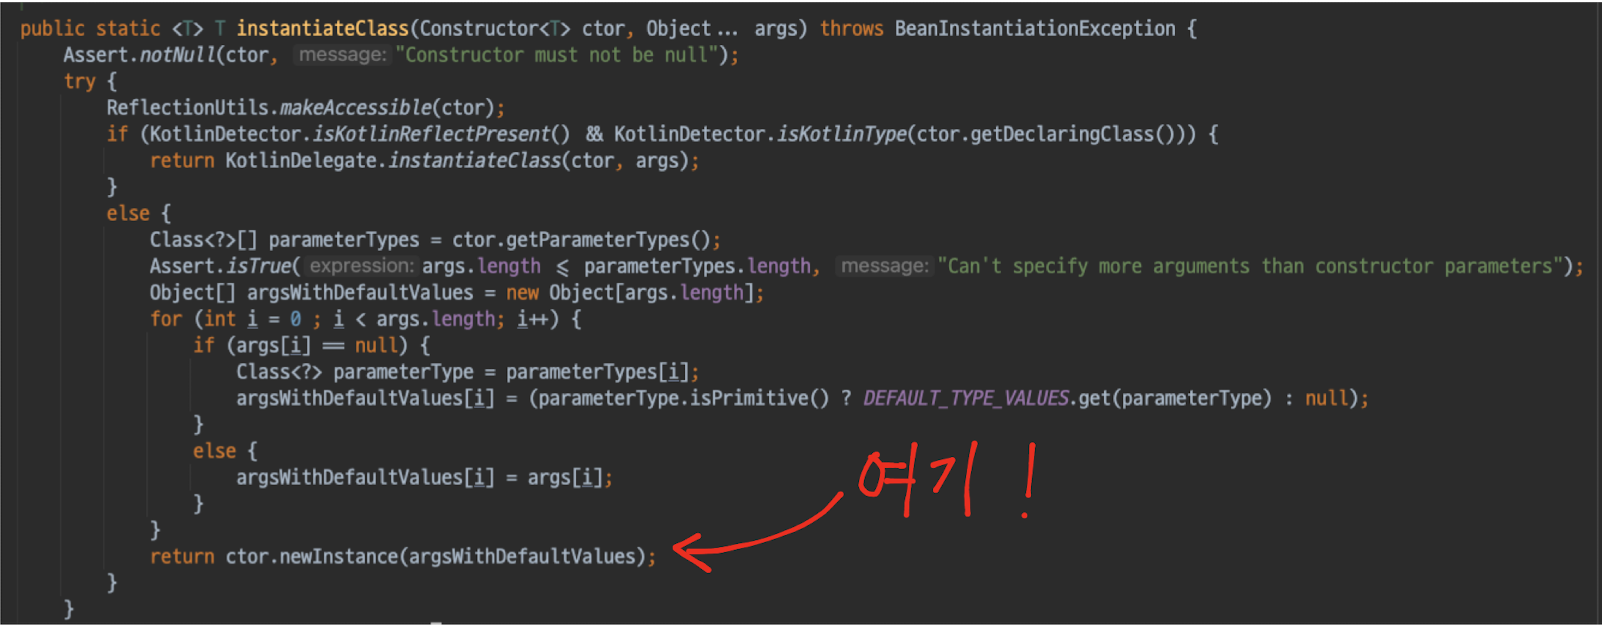 public static <T> T instantiateClass(Constructor<T> ctor, Object... args) throws BeanInstantiationException {
Assert.notNull(ctor, message: "Constructor must not be null");
try {
ReflectionUtils.makeAccessible(ctor);
if (KotlinDetector.isKotlinReflectPresent() && KotlinDetector.isKotlinType(ctor.getDeclaringClass())) {
return KotlinDelegate.instantiateClass(ctor, args);
}
else {
Class<?>[] parameterTypes = ctor.getParameterTypes();
Assert.isTrue( expression: args.length <= parameterTypes.length, message: "Can't specify more arguments than constructor parameters");
Object[] argsWithDefaultValues = new Object[args.length];
for (int i = 0 ; i < args.length; i++) {
if (args[i] == null) {
Class<?> parameterType = parameterTypes[i];
argsWithDefaultValues[i] = (parameterType.isPrimitive() ? DEFAULT_TYPE_VALUES.get(parameterType) : null);
}
else {
argsWithDefaultValues[i] = args[i];
}
}
여기 !
return ctor.newInstance(argsWithDefaultValues);
}
}